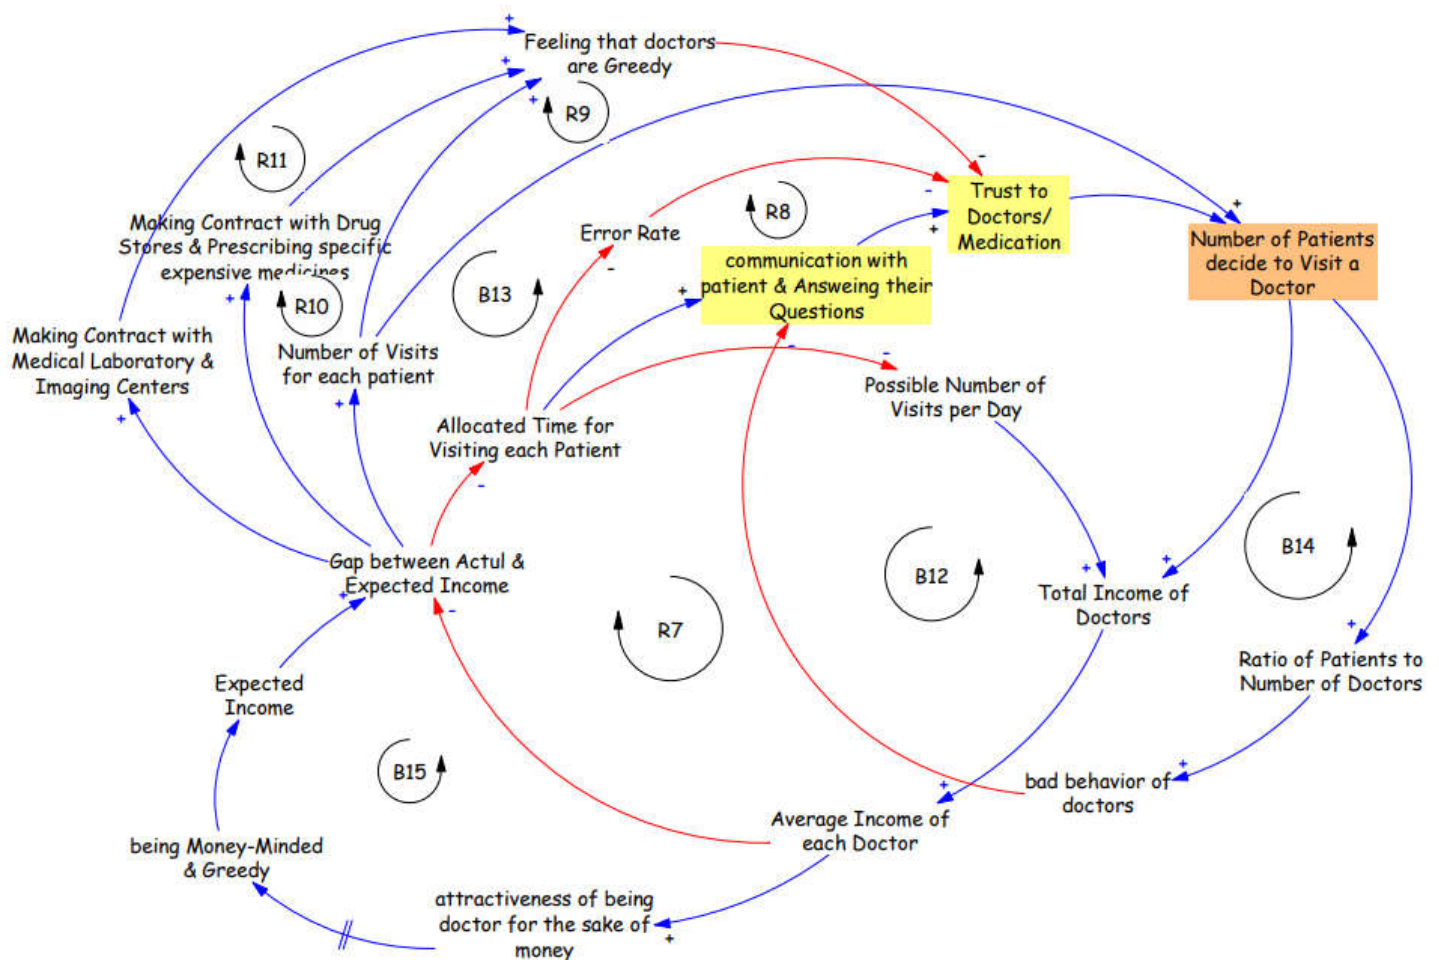 Feeling that doctors
are Greedy
R9
R11
Making Contract with Drug
Stores & Prescribing specific
expensive medicines
R10
Making Contract with
Medical Laboratory &
Imaging Centers
Number of Visits
for each patient
B13
Error Rate
R8
Trust to
Doctors/
Medication
communication with
patient & Answeing their
Questions
Number of Patients
decide to Visit a
Doctor
Possible Number of
Visits per Day
Allocated Time for
Visiting each Patient
Gap between Actul &
Expected Income
B12
B14
Total Income of
Doctors
R7
Ratio of Patients to
Number of Doctors
Expected
Income
B15
bad behavior of
doctors
Average Income of
each Doctor
being Money-Minded
& Greedy
attractiveness of being
doctor for the sake of
money